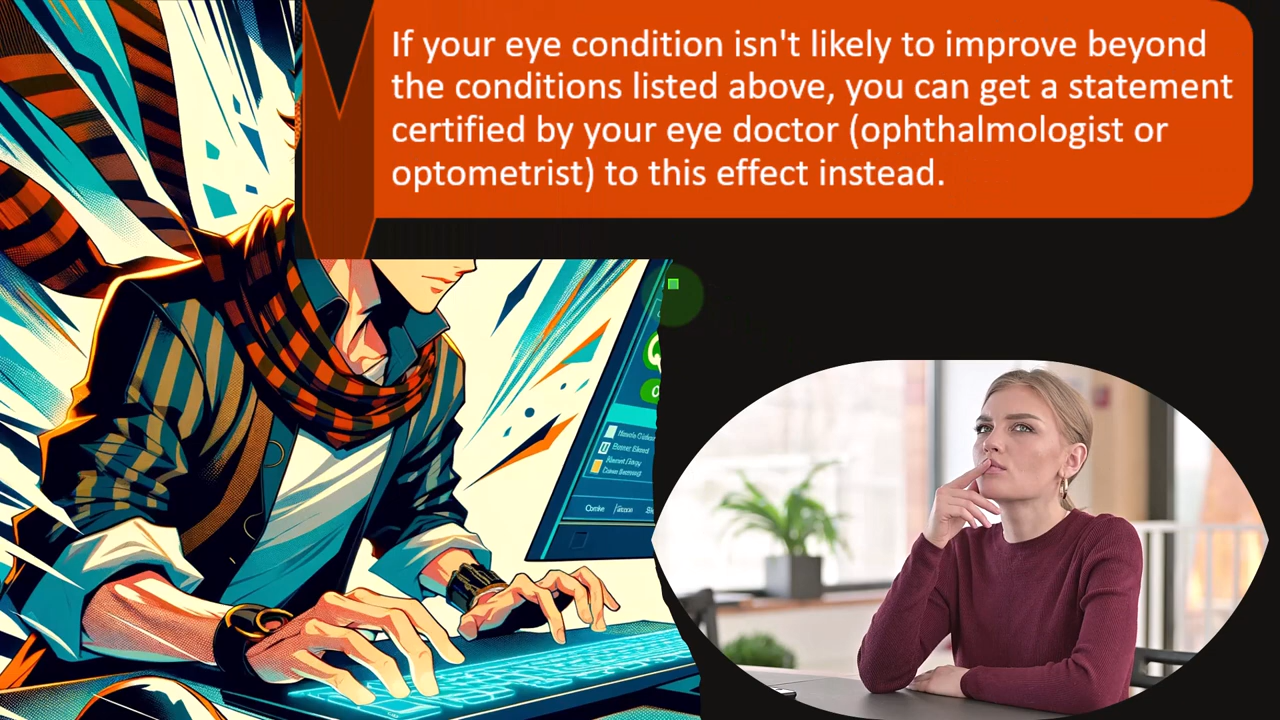 If your eye condition isn't likely to improve beyond
the conditions listed above, you can get a statement
certified by your eye doctor (ophthalmologist or
optometrist) to this effect instead.